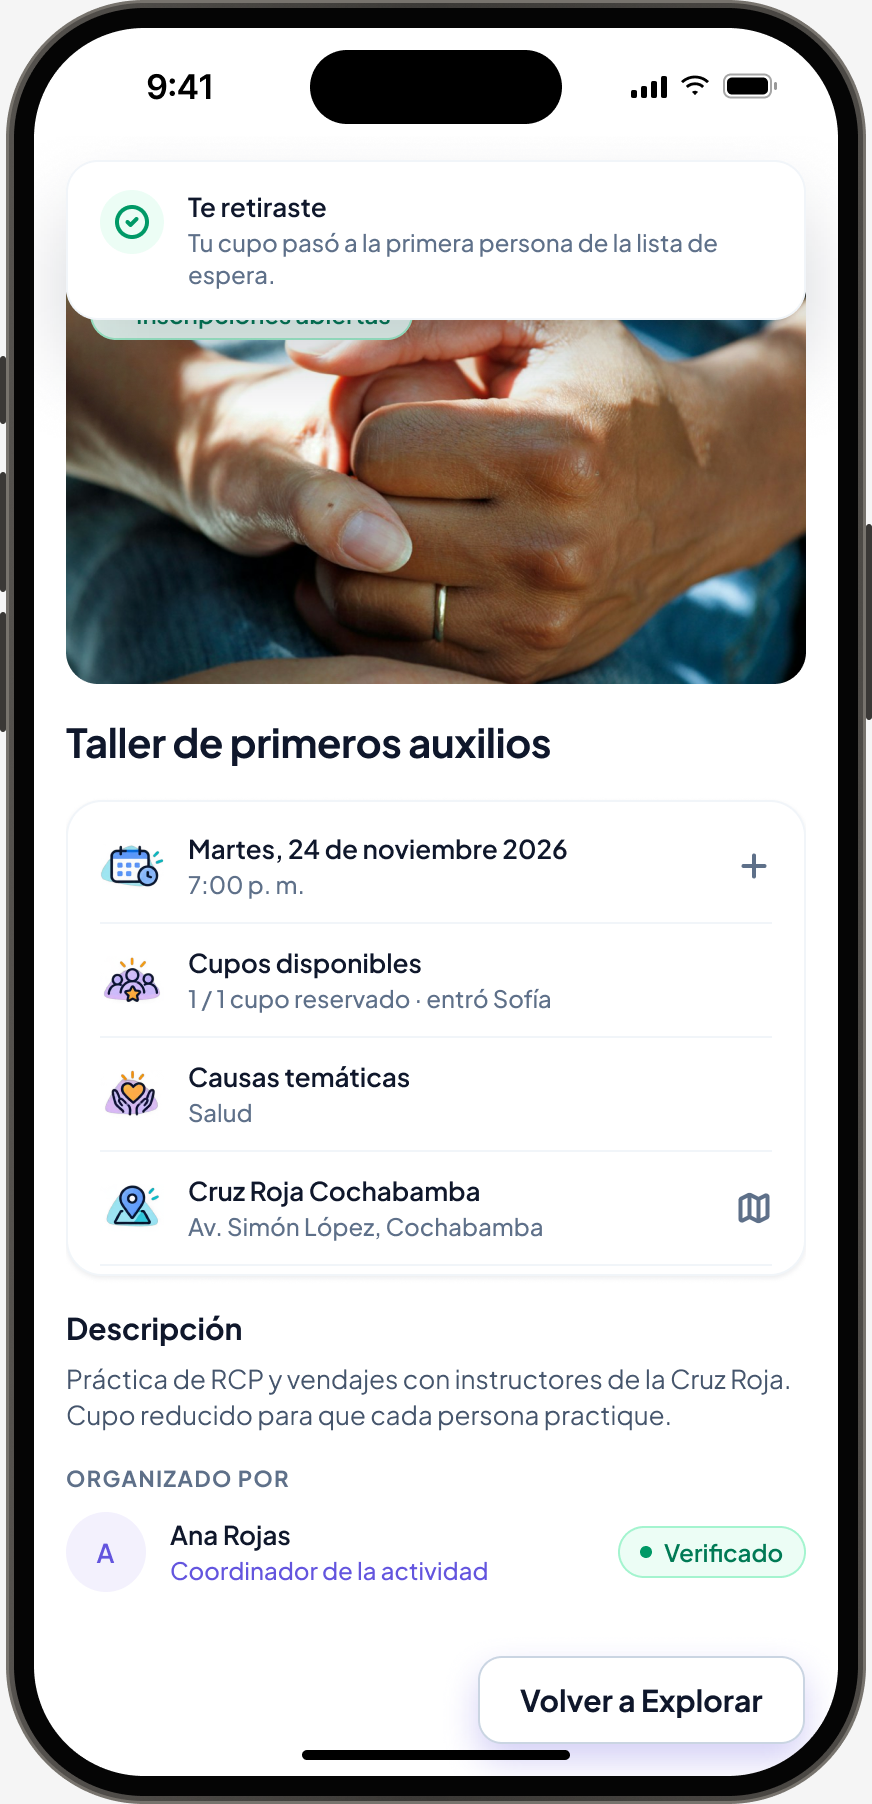 9:41
Te retiraste
Tu cupo pasó a la primera persona de la lista de
espera.
Inscripciones abiertas
Taller de primeros auxilios
Martes, 24 de noviembre 2026
7:00 p. m.
Cupos disponibles
1 / 1 cupo reservado · entró Sofía
Causas temáticas
Salud
Cruz Roja Cochabamba
Av. Simón López, Cochabamba
Descripción
Práctica de RCP y vendajes con instructores de la Cruz Roja.
Cupo reducido para que cada persona practique.
ORGANIZADO POR
A
Ana Rojas
Coordinador de la actividad
Verificado
Volver a Explorar